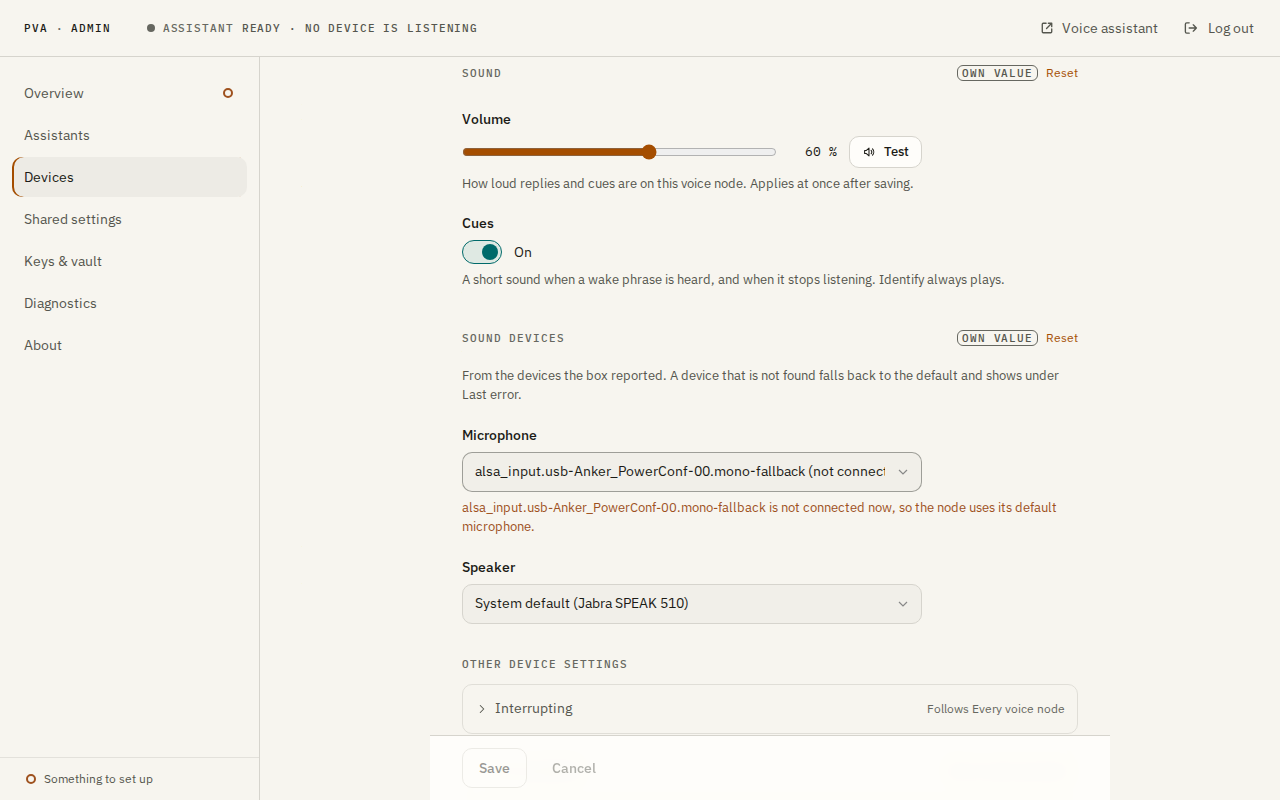 PVA · ADMIN
ASSISTANT READY · NO DEVICE IS LISTENING
Voice assistant
Log out
Overview
Assistants
Devices
Shared settings
Keys & vault
Diagnostics
About
Something to set up
SOUND
OWN VALUE
Reset
Volume
60 %
Test
How loud replies and cues are on this voice node. Applies at once after saving.
Cues
On
A short sound when a wake phrase is heard, and when it stops listening. Identify always plays.
SOUND DEVICES
OWN VALUE
Reset
From the devices the box reported. A device that is not found falls back to the default and shows under
Last error.
Microphone
alsa_input.usb-Anker_PowerConf-00.mono-fallback (not connect
alsa_input.usb-Anker_PowerConf-00.mono-fallback is not connected now, so the node uses its default
microphone.
Speaker
System default (Jabra SPEAK 510)
OTHER DEVICE SETTINGS
Interrupting
Follows Every voice node
Save
Cancel